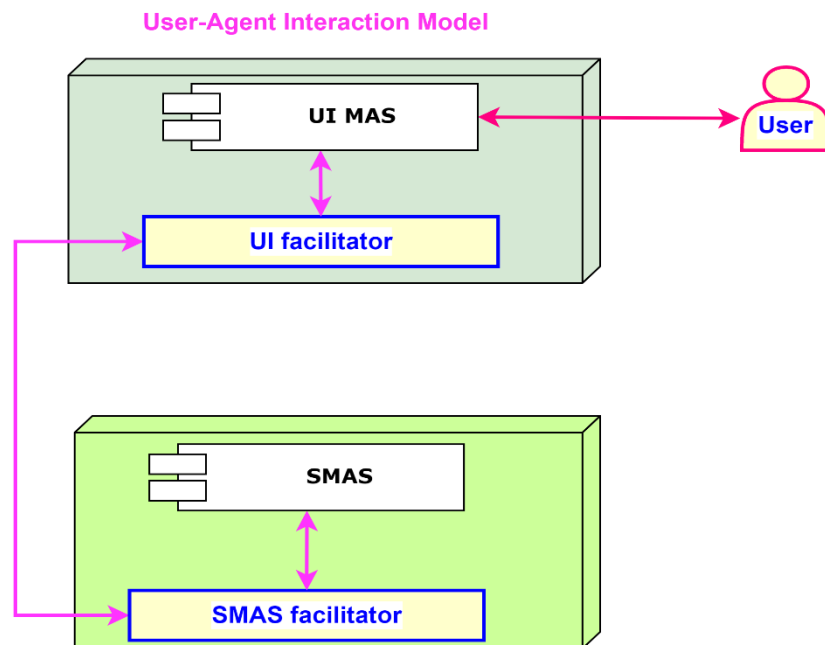 User-Agent Interaction Model
UI MAS
User
UI facilitator
SMAS
SMAS facilitator